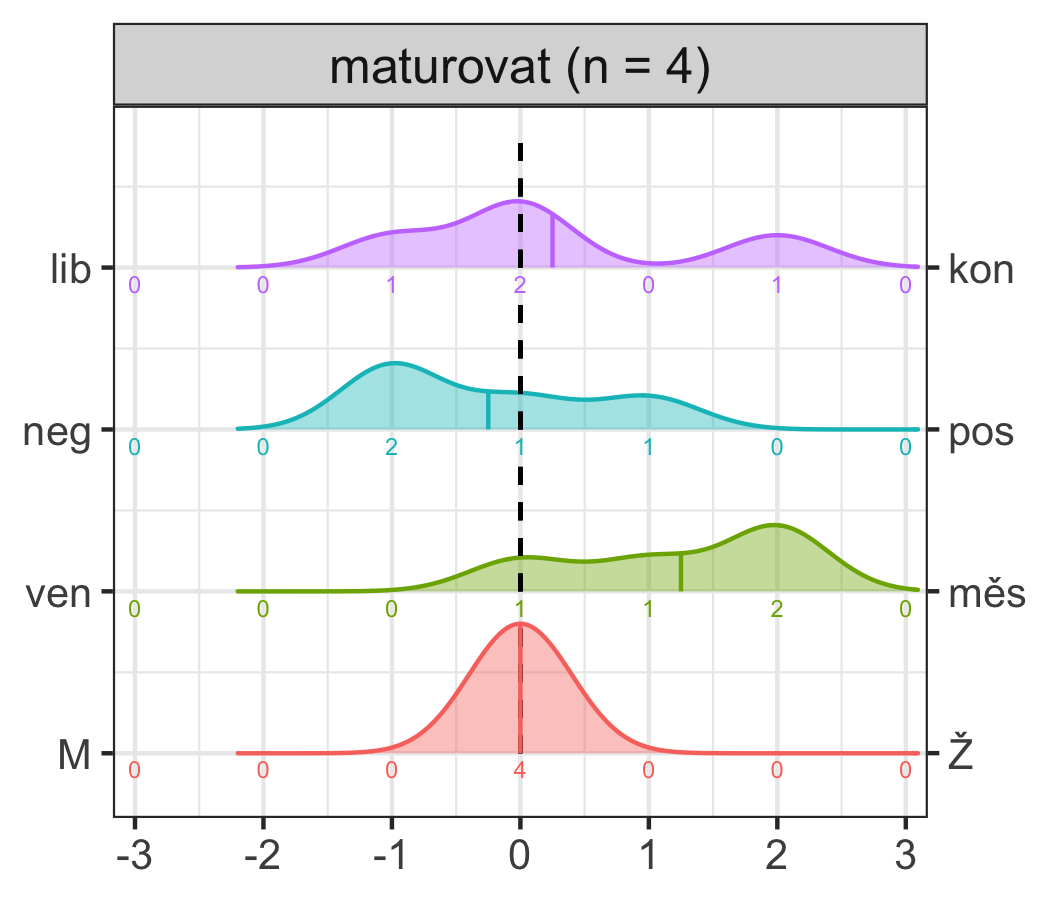 maturovat (n = 4)
lib kon
0 0 1 2 0 1 0
neg pos
0 0 2 1 1 0 0
ven měs
0 0 0 1 1 2 0
M Ž
0 0 0 4 0 0 0
-3 -2 -1 0 1 2 3